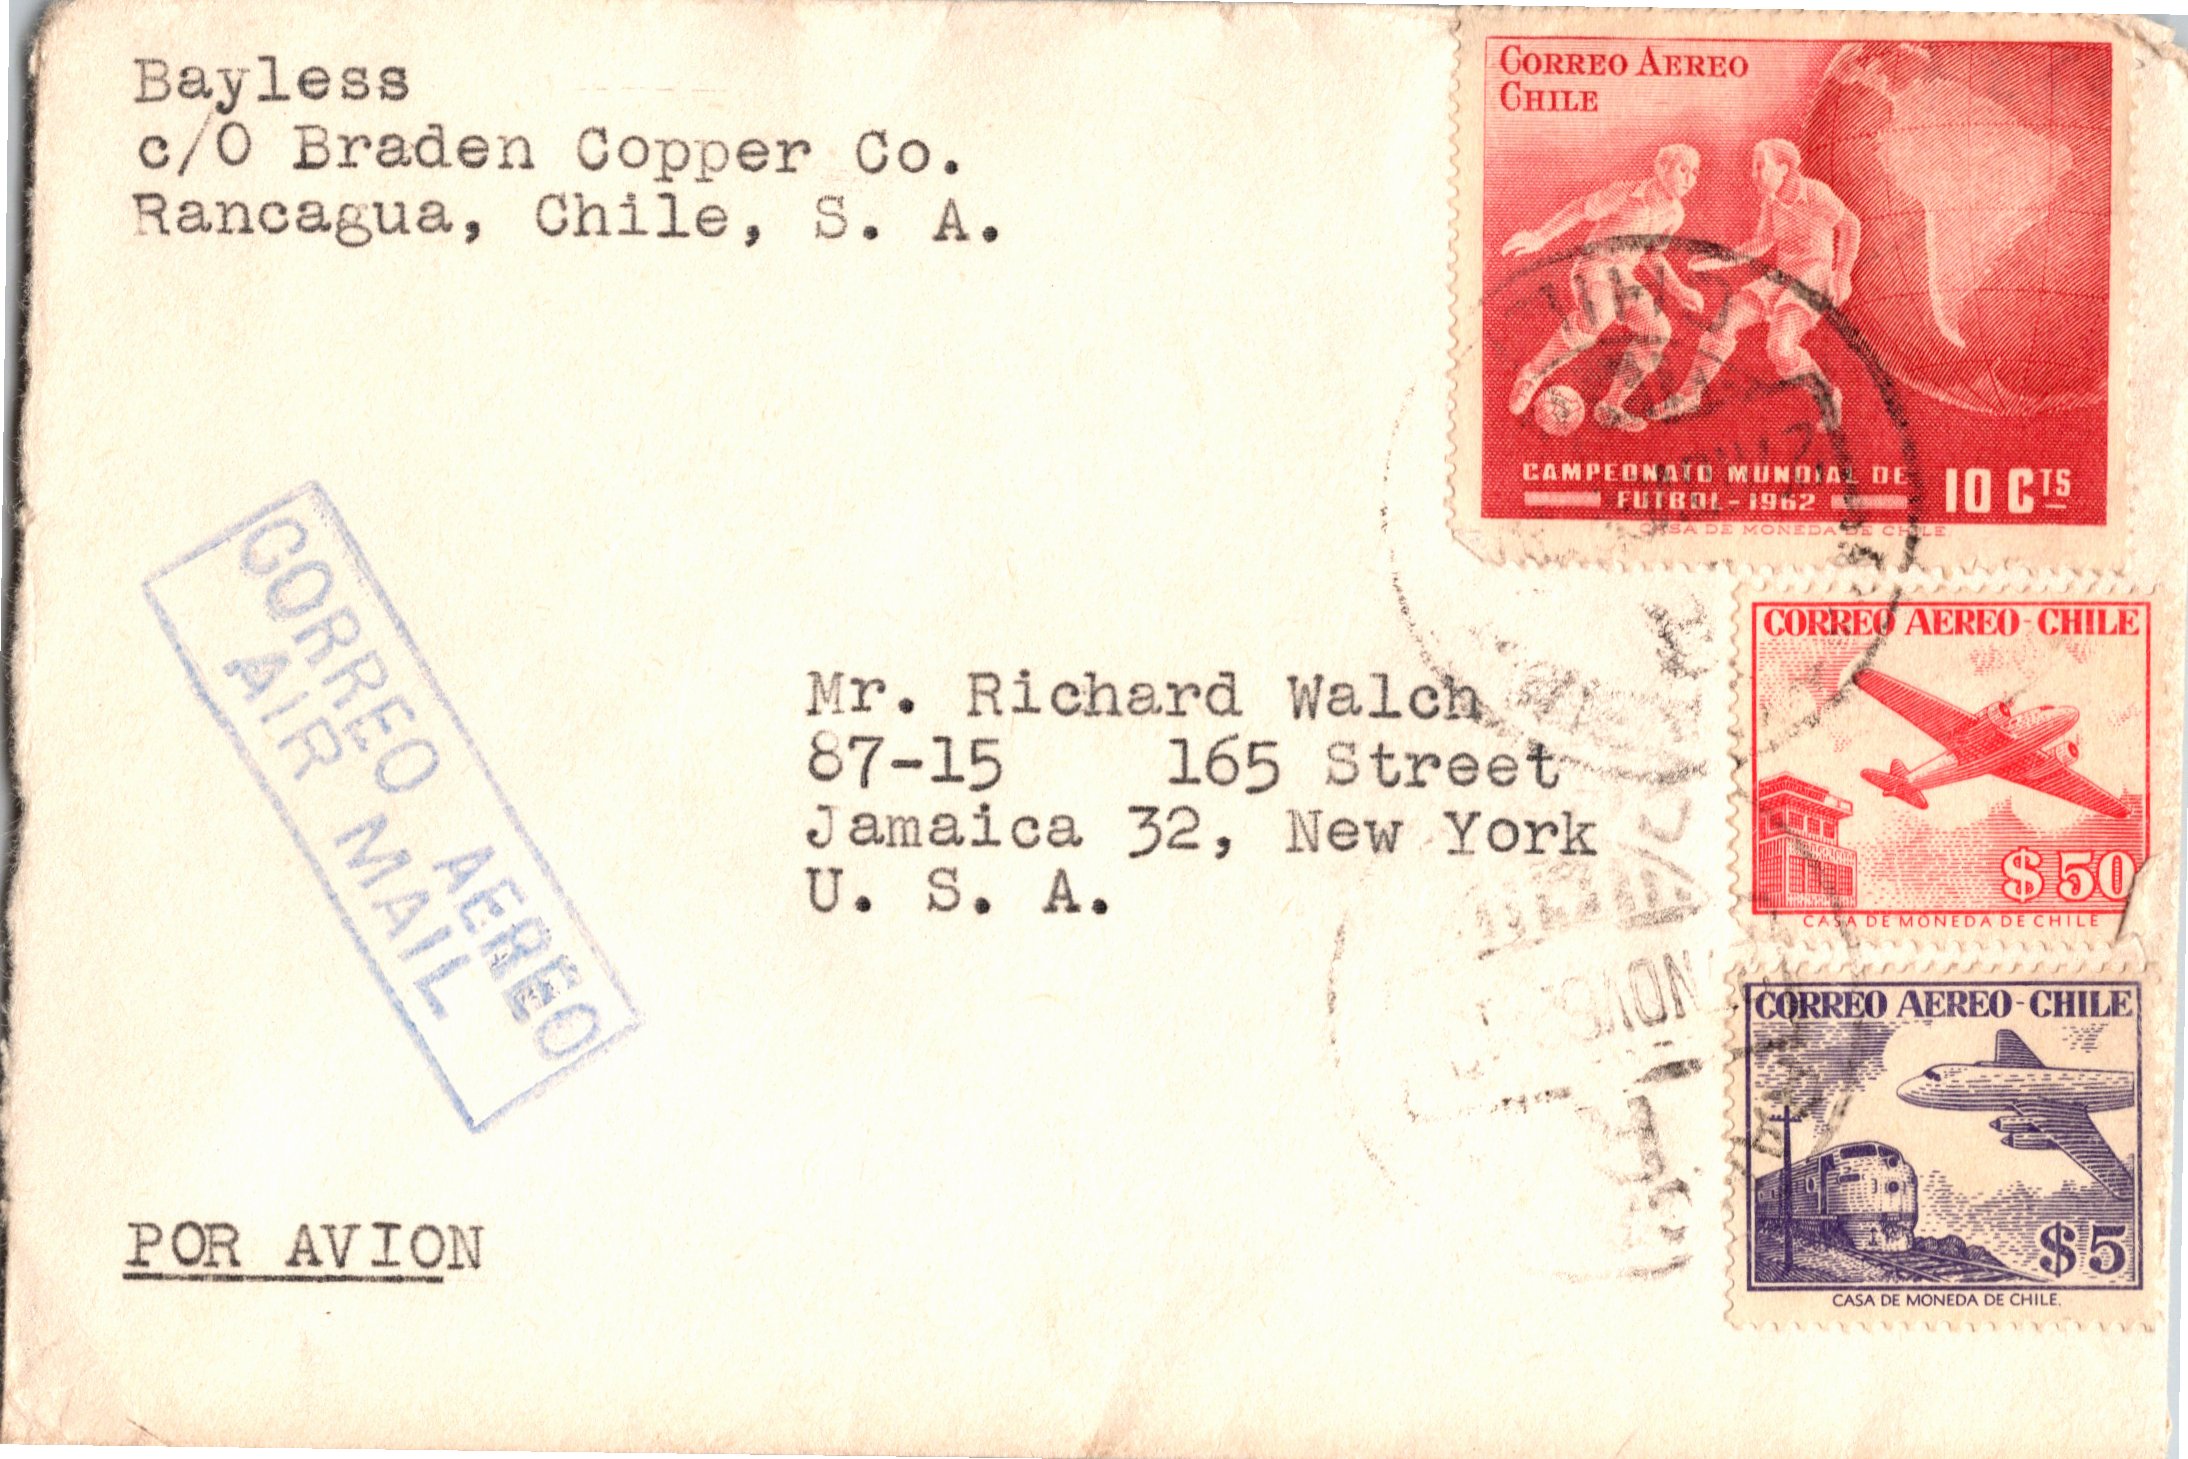 Bayless
c/O Braden Copper Co.
Rancagua, Chile, S. A.
CORREO AEREO
CHILE
CHILE
CAMPEONATO MUNDIAL DE
FUTBOL - 1962
10 CTS
CASA DE MONEDA DE CHILE
CORREO AEREO
AIR MAIL
CORREO AEREO - CHILE
$ 50
CASA DE MONEDA DE CHILE
Mr. Richard Walch
87-15 165 Street
Jamaica 32, New York
U. S. A.
NOV
CORREO AEREO - CHILE
$ 5
CASA DE MONEDA DE CHILE.
POR AVION